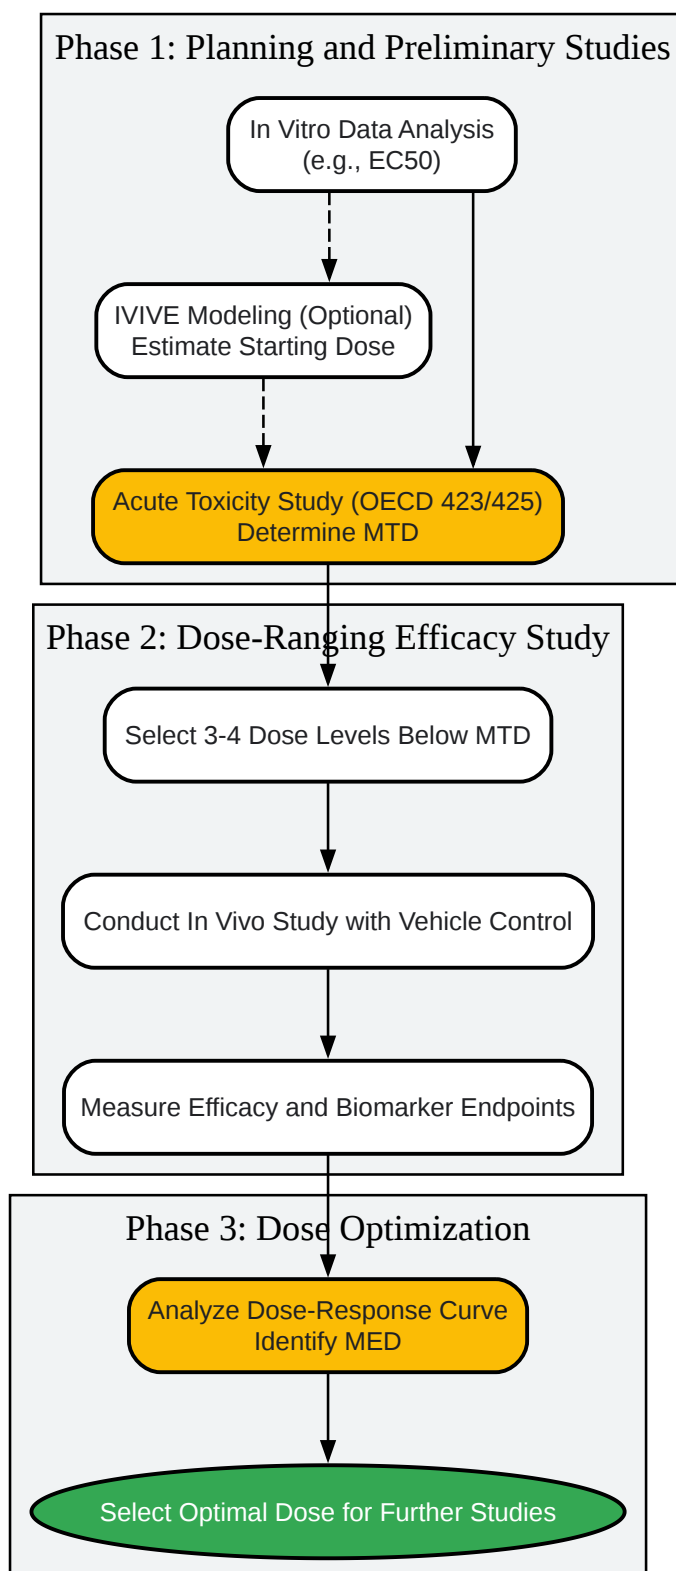 Phase 1: Planning and Preliminary Studies
In Vitro Data Analysis
(e.g., EC50)
IVIVE Modeling (Optional)
Estimate Starting Dose
Acute Toxicity Study (OECD 423/425)
Determine MTD
Phase 2: Dose-Ranging Efficacy Study
Select 3-4 Dose Levels Below MTD
Conduct In Vivo Study with Vehicle Control
Measure Efficacy and Biomarker Endpoints
Phase 3: Dose Optimization
Analyze Dose-Response Curve
Identify MED
Select Optimal Dose for Further Studies